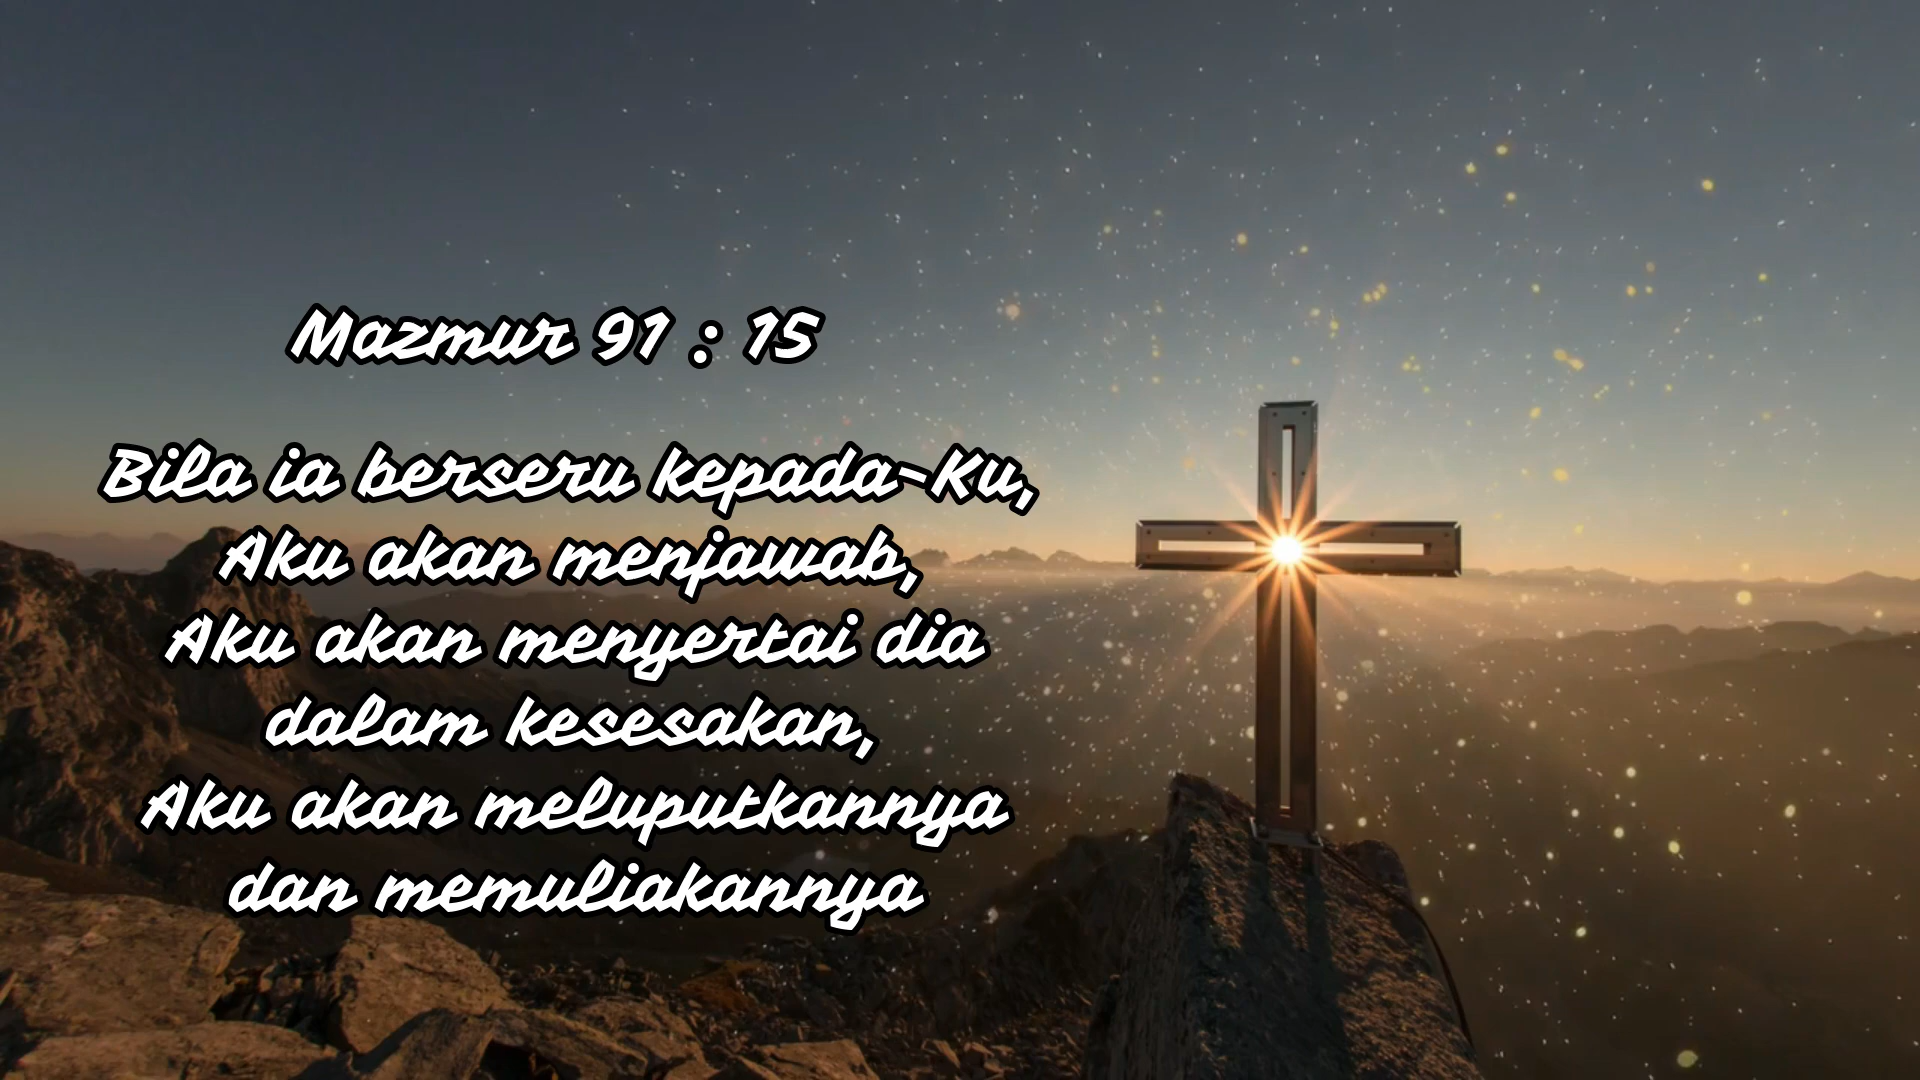 Mazmur 91 : 15
Bila ia berseru kepada-Ku,
Aku akan menjawab,
Aku akan menyertai dia
dalam kesesakan,
Aku akan meluputkannya
dan memuliakannya